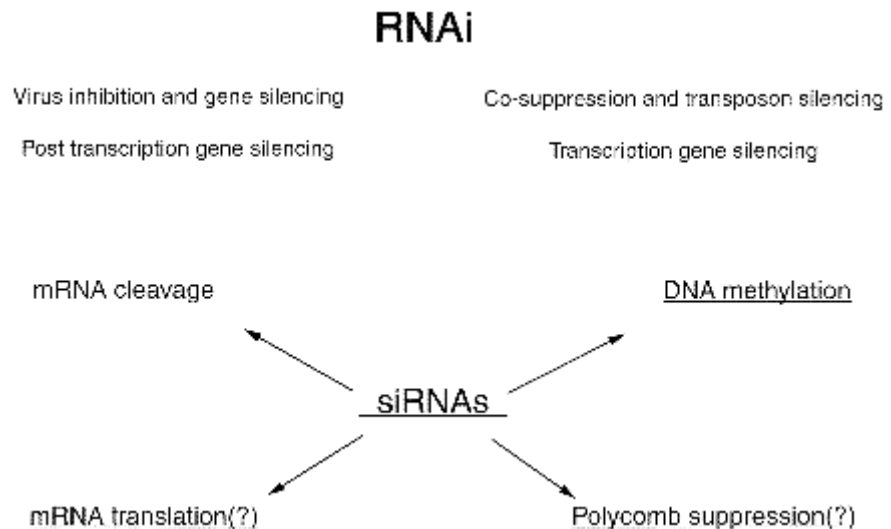 RNAi
Virus inhibition and gene silencing
Co-suppression and transposon silencing
Post transcription gene silencing
Transcription gene silencing
mRNA cleavage
DNA methylation
siRNAs
mRNA translation(?)
Polycomb suppression(?)